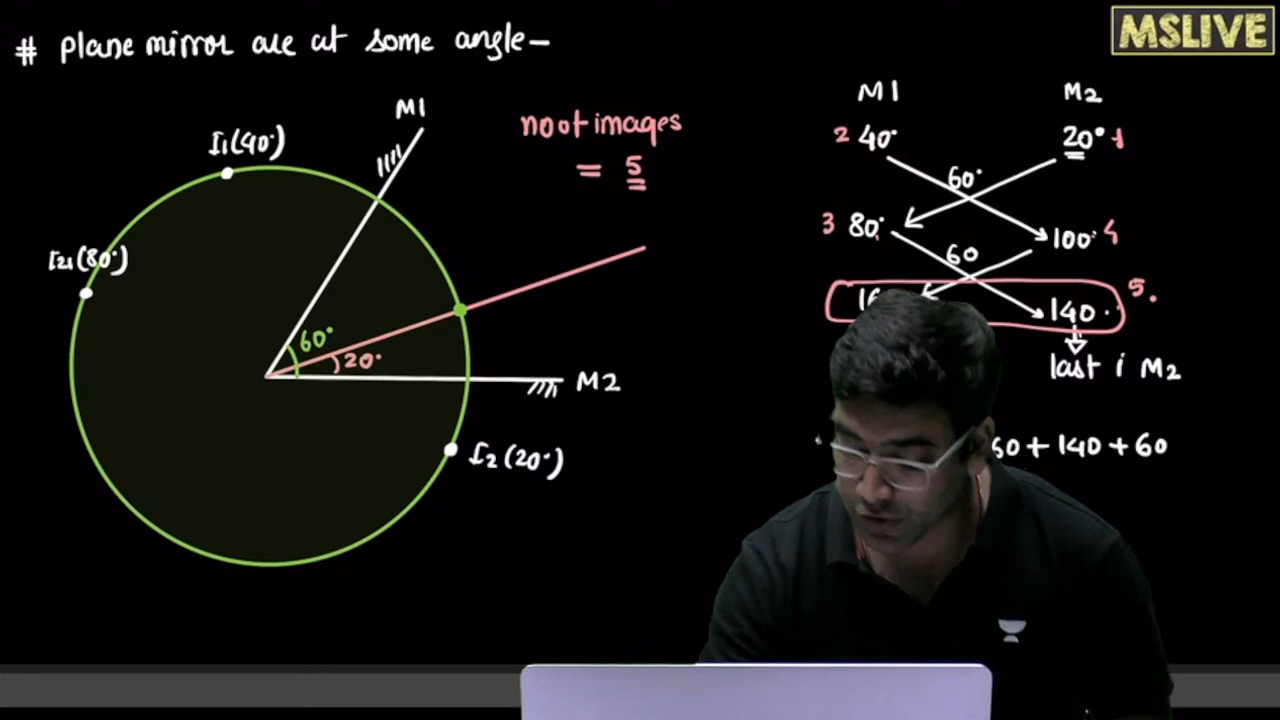 MSLIVE
# Plane mirror are at some angle-
M1
I₁(40°)
I₂₁(80°)
60°
20°
M2
I₂(20°)
no of images
= 5
M1 M2
2 40° 20° 1
60°
3 80° 100° 4
60
140. 5.
last i M2
60+140+60